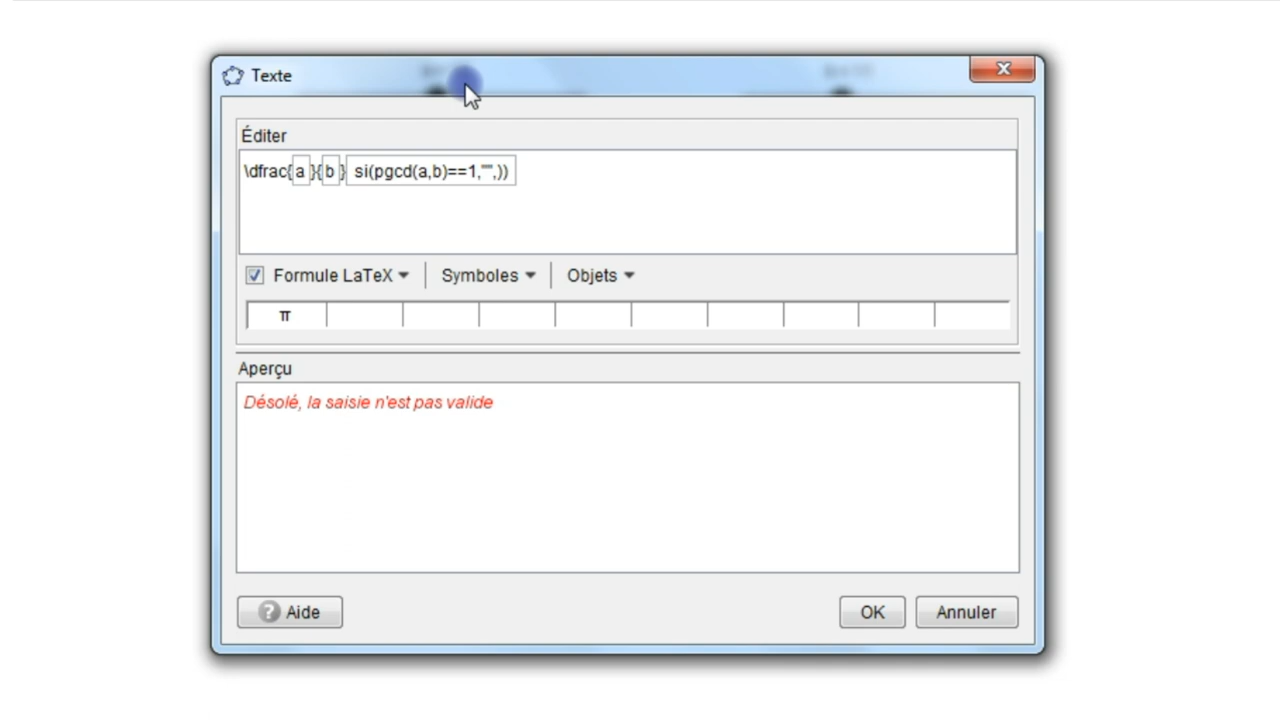 Texte
Éditer
\dfrac{a}{b} si(pgcd(a,b)==1,"",))
Formule LaTeX Symboles Objets
π
Aperçu
Désolé, la saisie n'est pas valide
? Aide OK Annuler